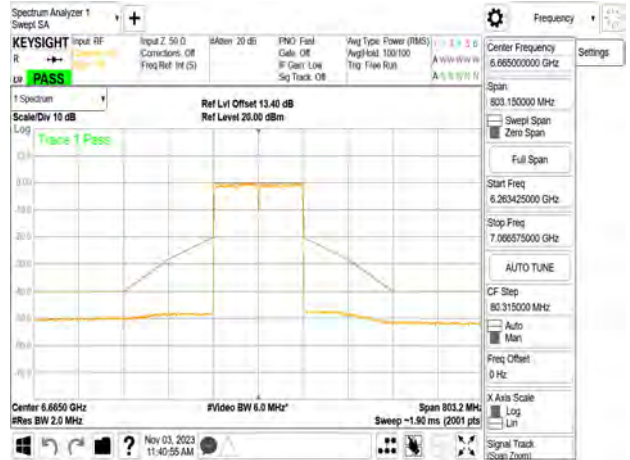 Spectrum Analyzer 1
Swept SA
+
Frequency
KEYSIGHT
Input: RF
Input Z: 50 Ω
#Atten: 20 dB
PNO: Fast
Avg Type: Power (RMS)
Corrections: Off
Gate: Off
Avg|Hold: 100/100
R
Freq Ref: Int (S)
IF Gain: Low
Trig: Free Run
Sig Track: Off
PASS
Center Frequency
6.665000000 GHz
Settings
Span
803.150000 MHz
Swept Span
Zero Span
Full Span
Start Freq
6.263425000 GHz
Stop Freq
7.066575000 GHz
AUTO TUNE
CF Step
80.315000 MHz
Auto
Man
Freq Offset
0 Hz
X Axis Scale
Log
Lin
Signal Track
(Span Zoom)
1 Spectrum
Scale/Div 10 dB
Ref Lvl Offset 13.40 dB
Ref Level 20.00 dBm
Log
Trace 1 Pass
10.0
0.00
Center 6.6650 GHz
#Video BW 6.0 MHz*
Span 803.2 MHz
#Res BW 2.0 MHz
Sweep ~1.90 ms (2001 pts)
?
Nov 03, 2023
11:40:55 AM